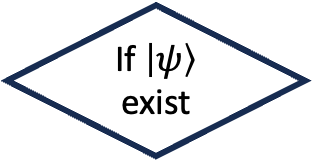 If |ψ⟩
exist